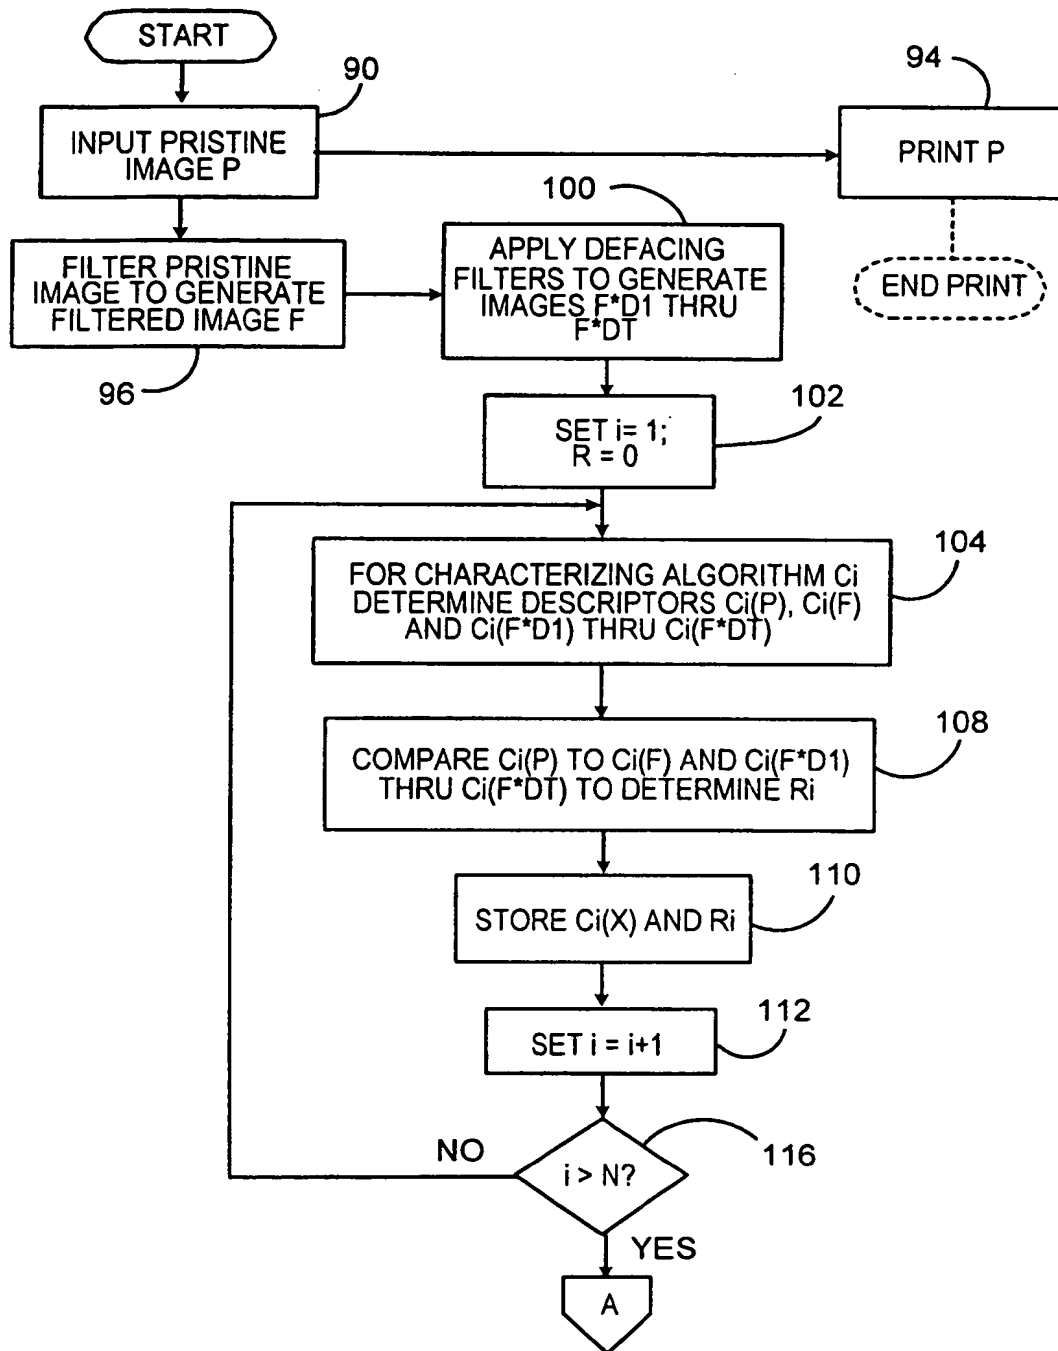 START
90
INPUT PRISTINE
IMAGE P
94
PRINT P
END PRINT
FILTER PRISTINE
IMAGE TO GENERATE
FILTERED IMAGE F
96
100
APPLY DEFACING
FILTERS TO GENERATE
IMAGES F*D1 THRU
F*DT
SET i= 1;
R = 0
102
FOR CHARACTERIZING ALGORITHM Ci
DETERMINE DESCRIPTORS Ci(P), Ci(F)
AND Ci(F*D1) THRU Ci(F*DT)
104
COMPARE Ci(P) TO Ci(F) AND Ci(F*D1)
THRU Ci(F*DT) TO DETERMINE Ri
108
STORE Ci(X) AND Ri
110
SET i = i+1
112
i > N?
116
NO
YES
A